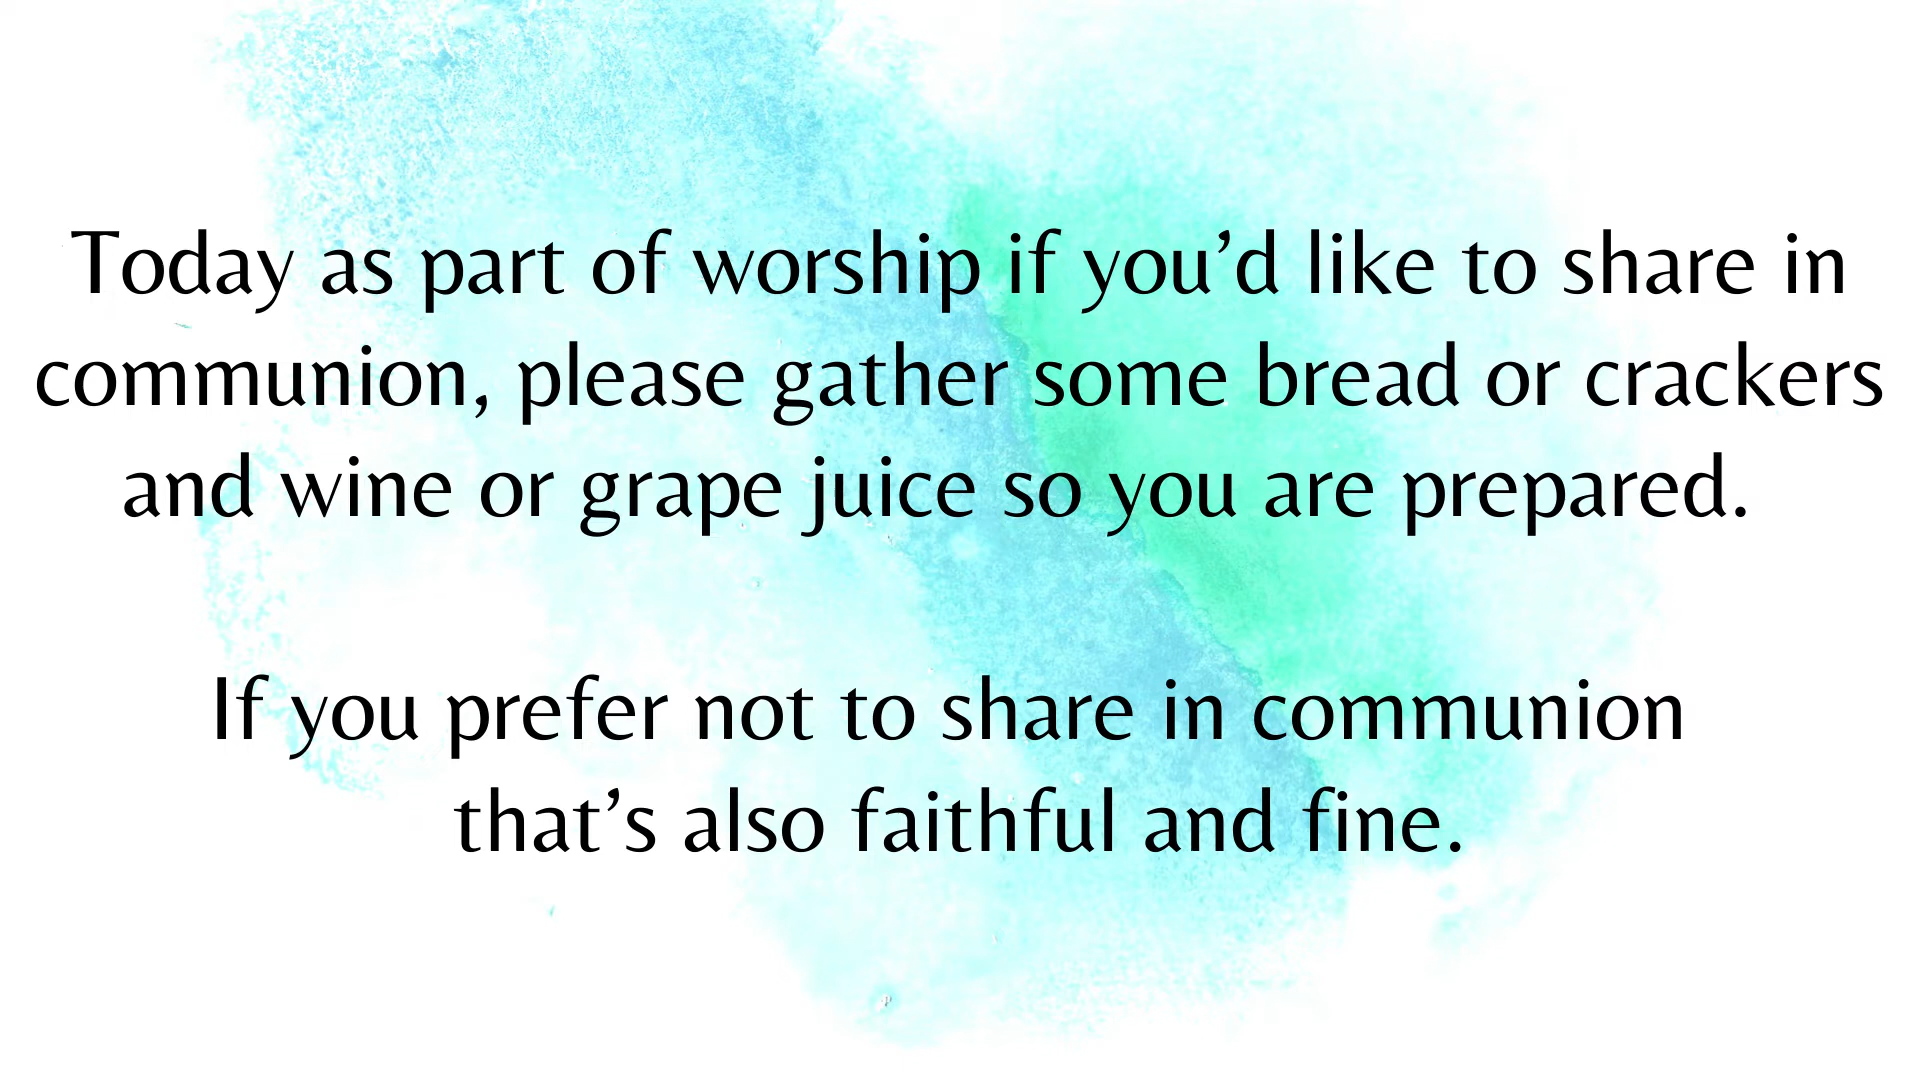 Today as part of worship if you’d like to share in
communion, please gather some bread or crackers
and wine or grape juice so you are prepared.
If you prefer not to share in communion
that’s also faithful and fine.